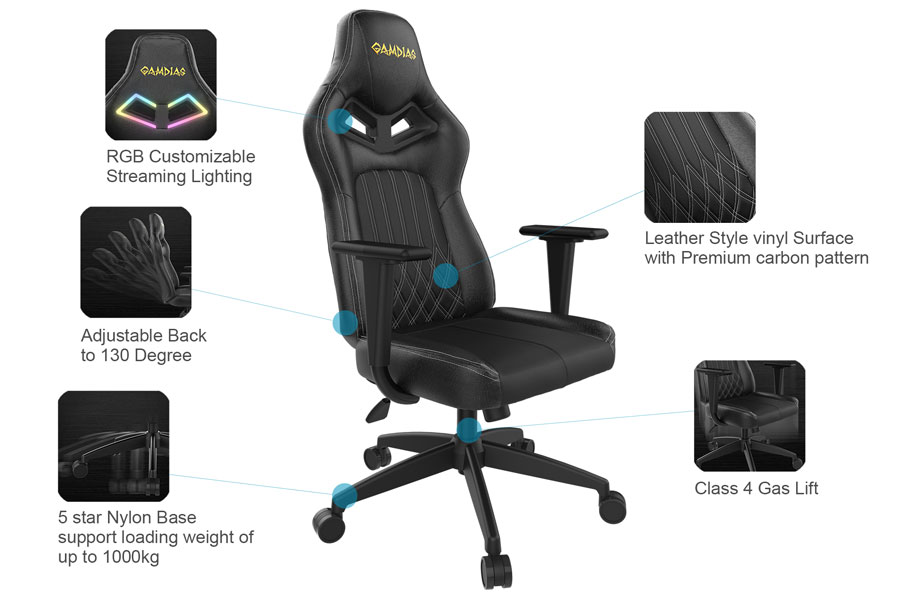 GAMDIAS
GAMDIAS
RGB Customizable
Streaming Lighting
Leather Style vinyl Surface
with Premium carbon pattern
Adjustable Back
to 130 Degree
Class 4 Gas Lift
5 star Nylon Base
support loading weight of
up to 1000kg